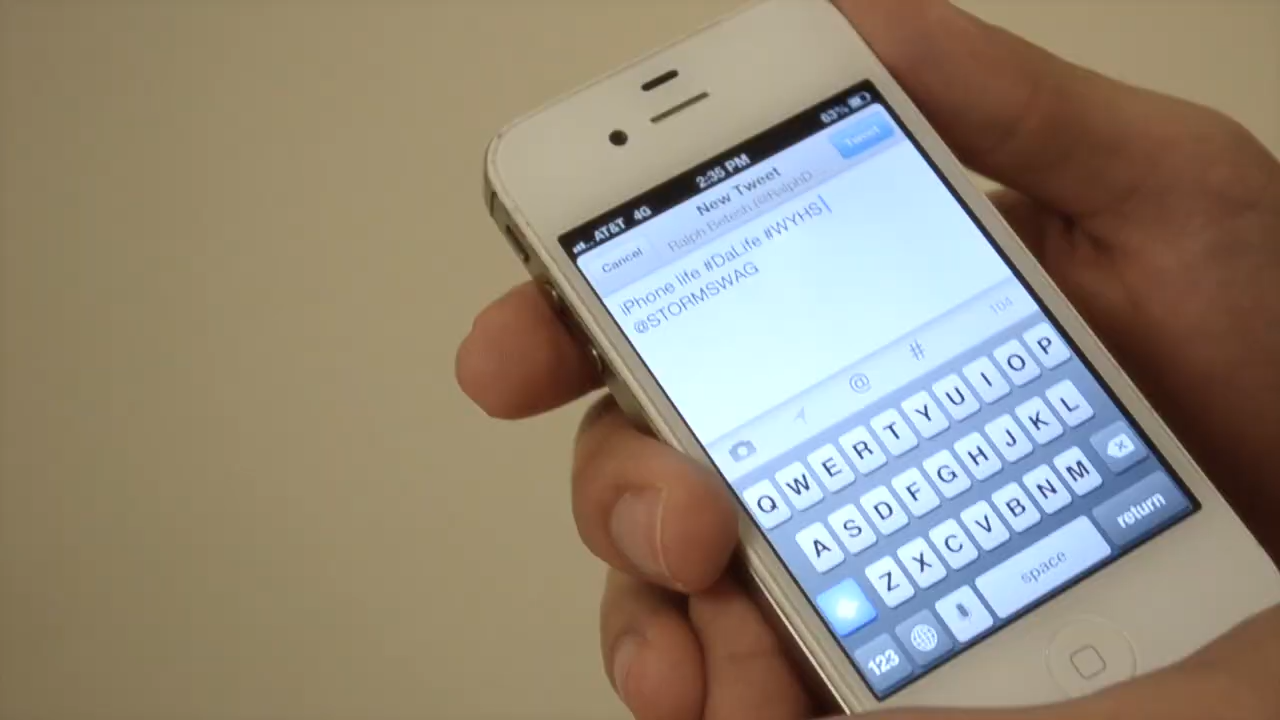 AT&T 4G 2:35 PM 63%
Cancel New Tweet Tweet
Ralph Betesh (@RalphD...
iPhone life #DaLife #WYHS
@STORMSWAG
104
@ #
Q W E R T Y U I O P
A S D F G H J K L
Z X C V B N M
123 space return